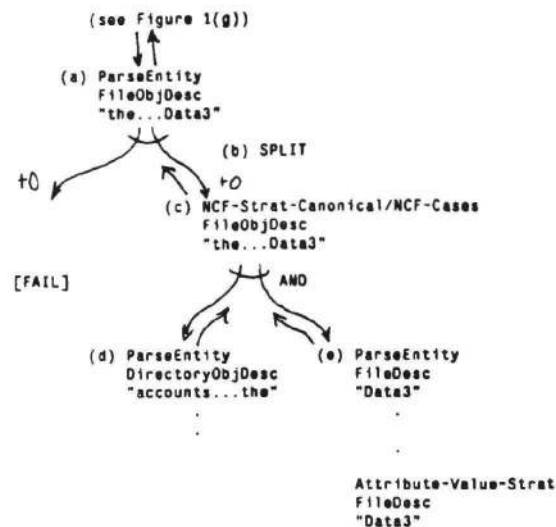 (see Figure 1(g))
(a) ParseEntity
FileObjDesc
"the...Data3"
(b) SPLIT
+0
+0
(c) NCF-Strat-Canonical/NCF-Cases
FileObjDesc
"the...Data3"
[FAIL]
AND
(d) ParseEntity
DirectoryObjDesc
"accounts...the"
.
.
(e) ParseEntity
FileDesc
"Data3"
.
.
Attribute-Value-Strat
FileDesc
"Data3"